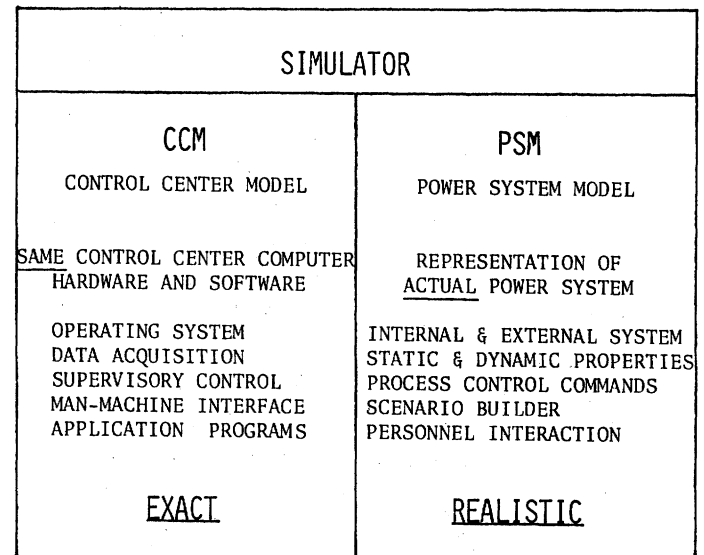 SIMULATOR
CCM
CONTROL CENTER MODEL
SAME CONTROL CENTER COMPUTER
HARDWARE AND SOFTWARE
OPERATING SYSTEM
DATA ACQUISITION
SUPERVISORY CONTROL
MAN-MACHINE INTERFACE
APPLICATION PROGRAMS
EXACT
PSM
POWER SYSTEM MODEL
REPRESENTATION OF
ACTUAL POWER SYSTEM
INTERNAL & EXTERNAL SYSTEM
STATIC & DYNAMIC PROPERTIES
PROCESS CONTROL COMMANDS
SCENARIO BUILDER
PERSONNEL INTERACTION
REALISTIC